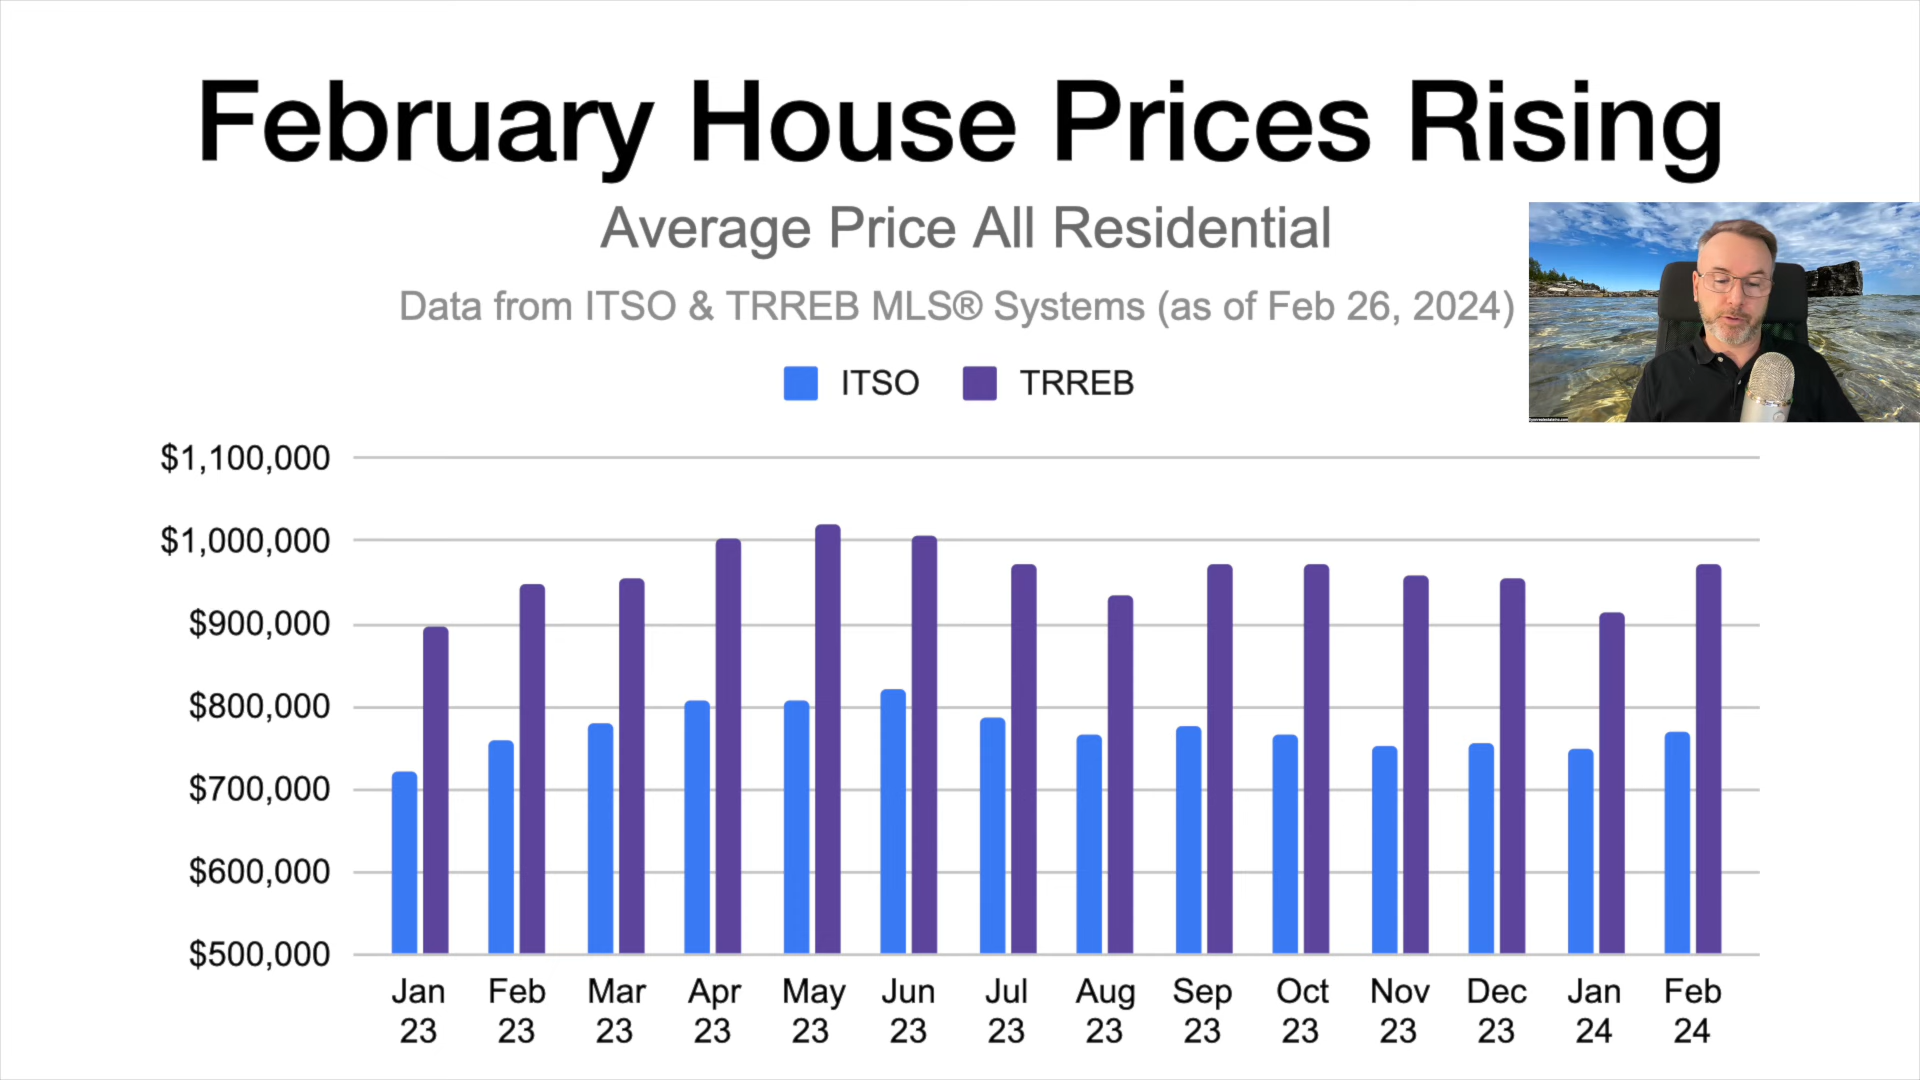 February House Prices Rising
Average Price All Residential
Data from ITSO & TRREB MLS® Systems (as of Feb 26, 2024)
ITSO TRREB
$1,100,000
$1,000,000
$900,000
$800,000
$700,000
$600,000
$500,000
Jan Feb Mar Apr May Jun Jul Aug Sep Oct Nov Dec Jan Feb
23 23 23 23 23 23 23 23 23 23 23 23 24 24